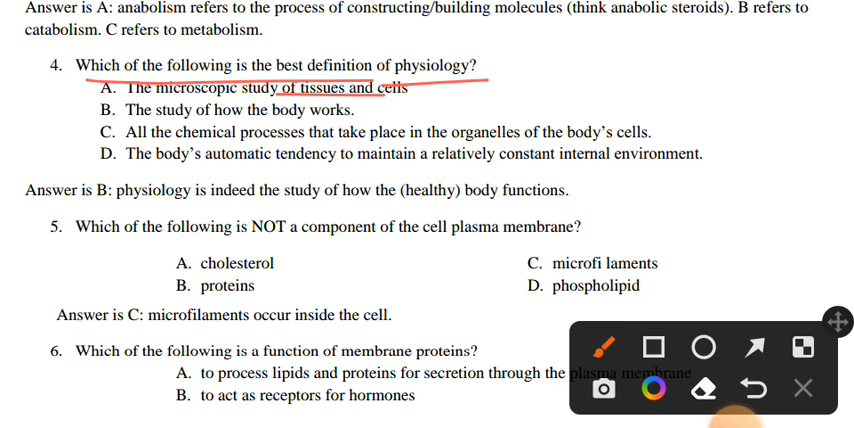 Answer is A: anabolism refers to the process of constructing/building molecules (think anabolic steroids). B refers to
catabolism. C refers to metabolism.
4. Which of the following is the best definition of physiology?
A. The microscopic study of tissues and cells
B. The study of how the body works.
C. All the chemical processes that take place in the organelles of the body's cells.
D. The body's automatic tendency to maintain a relatively constant internal environment.
Answer is B: physiology is indeed the study of how the (healthy) body functions.
5. Which of the following is NOT a component of the cell plasma membrane?
A. cholesterol
B. proteins
C. microfi laments
D. phospholipid
Answer is C: microfilaments occur inside the cell.
6. Which of the following is a function of membrane proteins?
A. to process lipids and proteins for secretion through the plasma membrane
B. to act as receptors for hormones